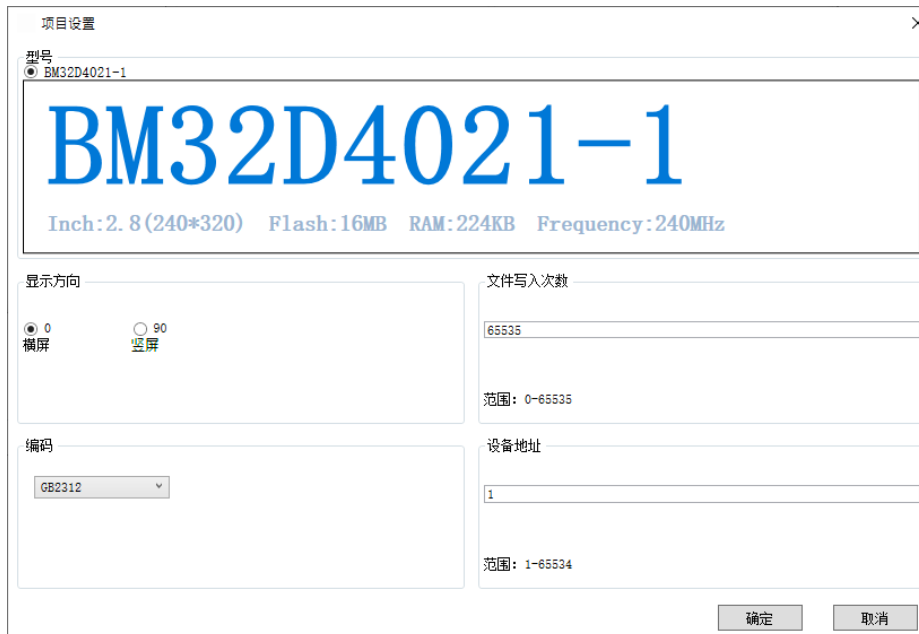 项目设置
型号
BM32D4021-1
BM32D4021-1
Inch:2.8(240*320) Flash:16MB RAM:224KB Frequency:240MHz
显示方向
0 90
横屏 竖屏
文件写入次数
65535
范围: 0-65535
编码
GB2312
设备地址
1
范围: 1-65534
确定 取消